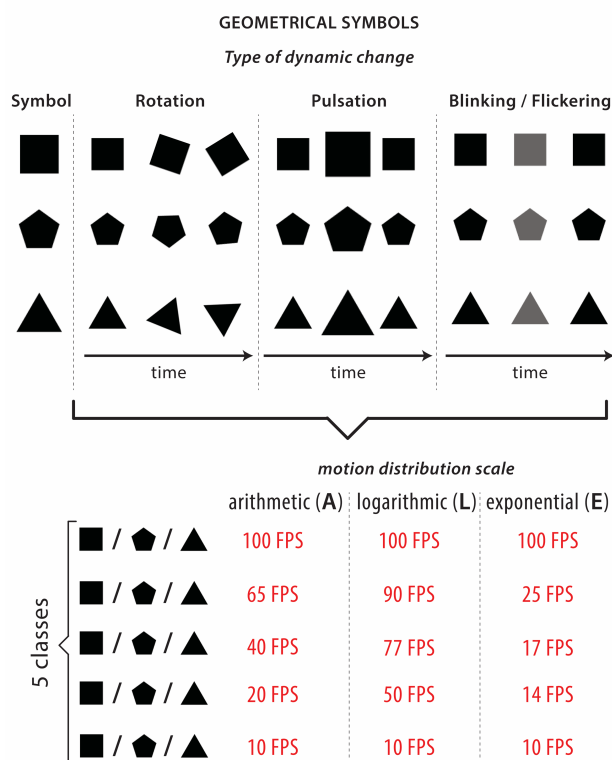 GEOMETRICAL SYMBOLS
Type of dynamic change
Symbol Rotation Pulsation Blinking / Flickering
time time time
motion distribution scale
arithmetic (A) logarithmic (L) exponential (E)
5 classes
/ / 100 FPS 100 FPS 100 FPS
/ / 65 FPS 90 FPS 25 FPS
/ / 40 FPS 77 FPS 17 FPS
/ / 20 FPS 50 FPS 14 FPS
/ / 10 FPS 10 FPS 10 FPS